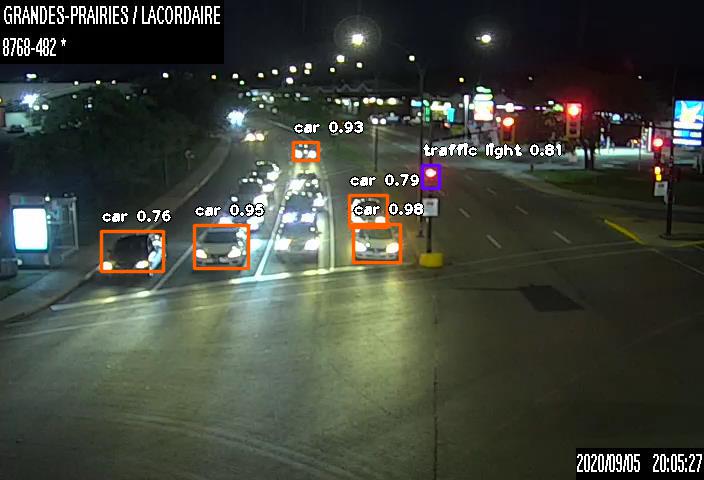 GRANDES-PRAIRIES / LACORDAIRE
8768-482 *
car 0.93
traffic light 0.81
car 0.79
car 0.76
car 0.95
car 0.98
2020/09/05 20:05:27